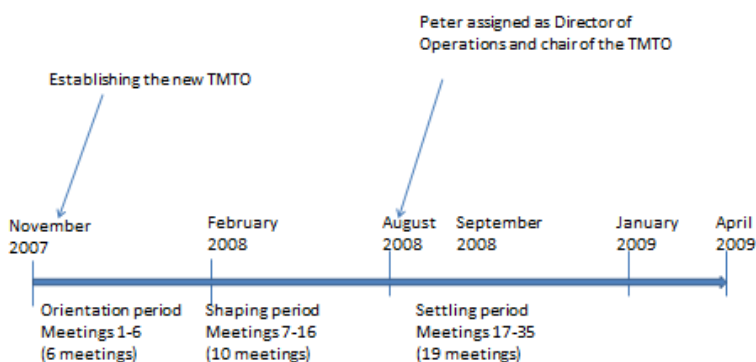 Peter assigned as Director of
Operations and chair of the TMTO
Establishing the new TMTO
November
2007
February
2008
August
2008
September
2008
January
2009
April
2009
Orientation period
Meetings 1-6
(6 meetings)
Shaping period
Meetings 7-16
(10 meetings)
Settling period
Meetings 17-35
(19 meetings)